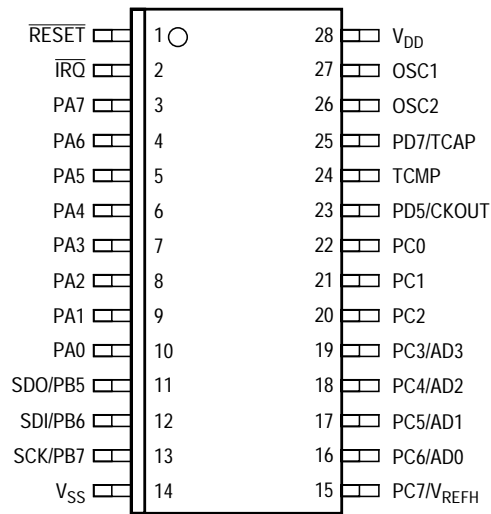 RESET 1 28 VDD
IRQ 2 27 OSC1
PA7 3 26 OSC2
PA6 4 25 PD7/TCAP
PA5 5 24 TCMP
PA4 6 23 PD5/CKOUT
PA3 7 22 PC0
PA2 8 21 PC1
PA1 9 20 PC2
PA0 10 19 PC3/AD3
SDO/PB5 11 18 PC4/AD2
SDI/PB6 12 17 PC5/AD1
SCK/PB7 13 16 PC6/AD0
VSS 14 15 PC7/VREFH